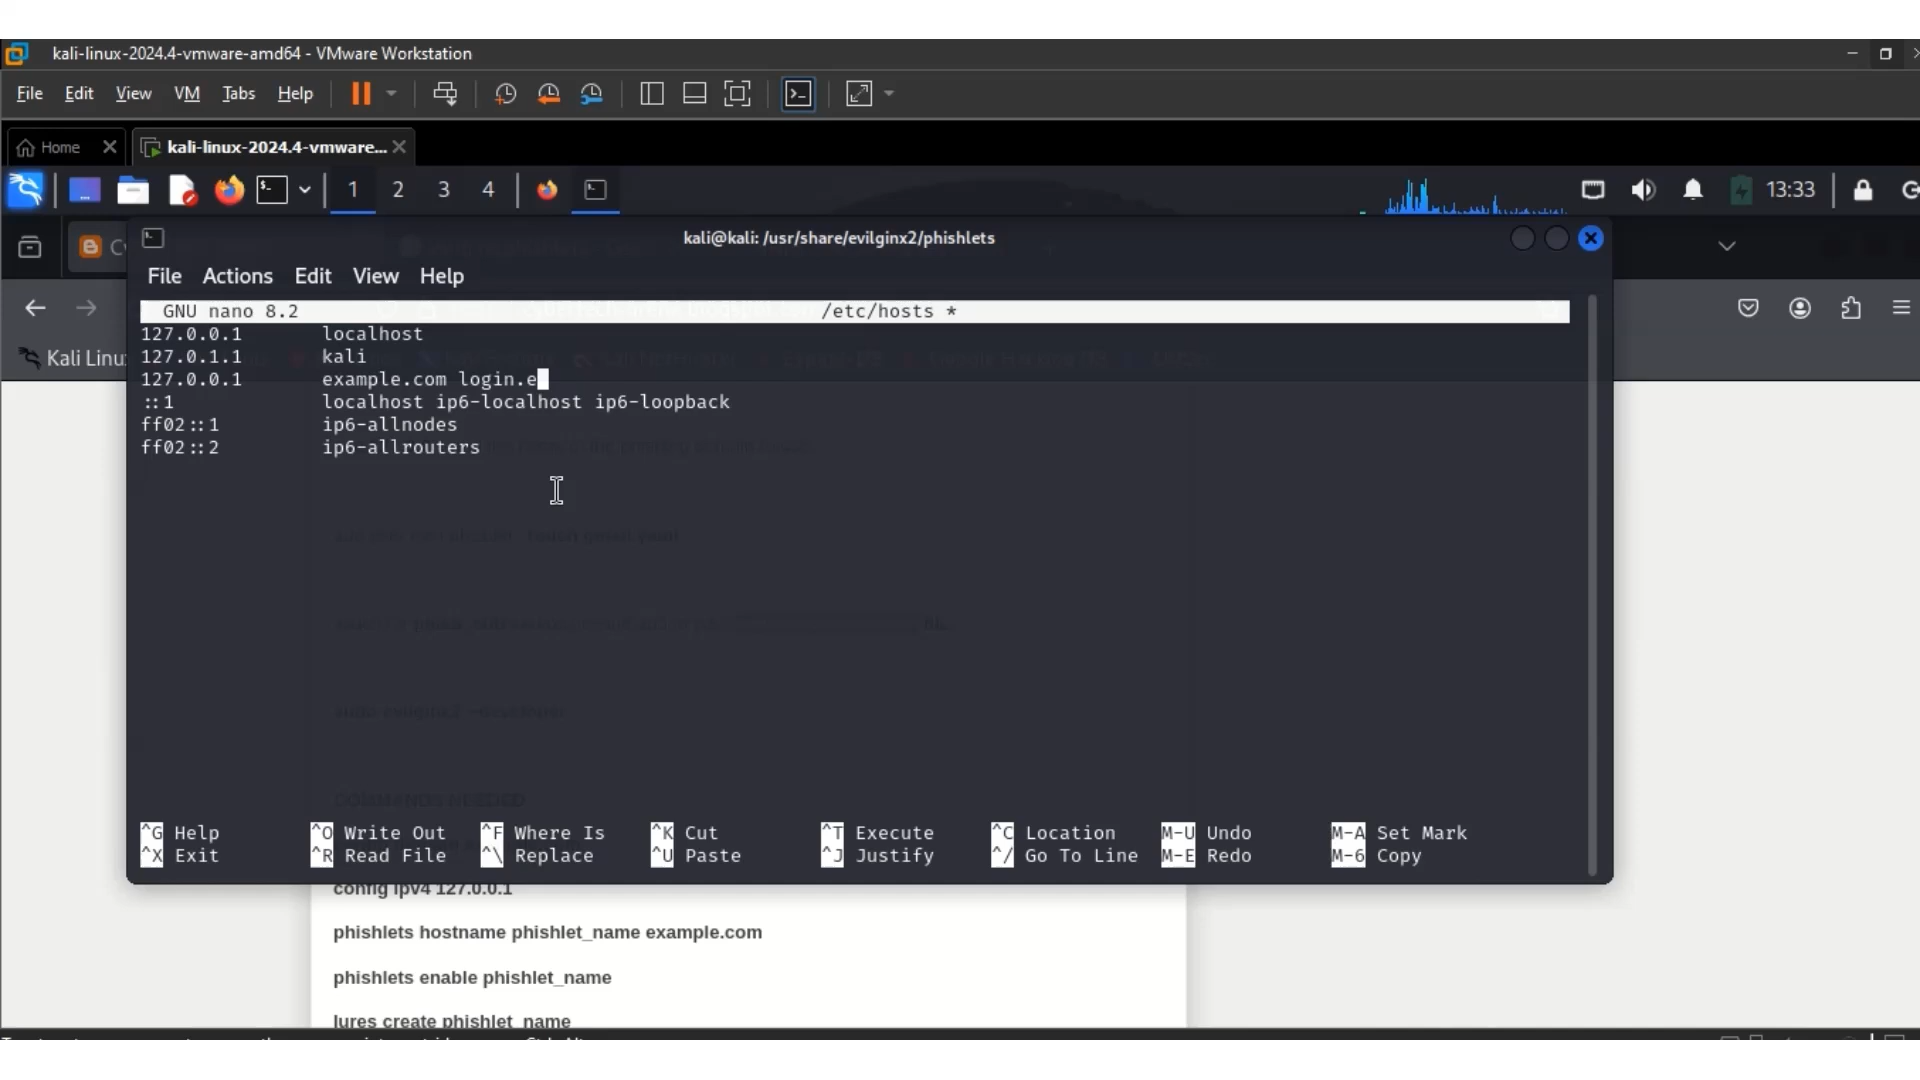 kali-linux-2024.4-vmware-amd64 - VMware Workstation
File Edit View VM Tabs Help
Home kali-linux-2024.4-vmware...
1 2 3 4 13:33
kali@kali: /usr/share/evilginx2/phishlets
File Actions Edit View Help
GNU nano 8.2 /etc/hosts *
127.0.0.1 localhost
127.0.1.1 kali
127.0.0.1 example.com login.e
::1 localhost ip6-localhost ip6-loopback
ff02::1 ip6-allnodes
ff02::2 ip6-allrouters
^G Help ^O Write Out ^F Where Is ^K Cut ^T Execute ^C Location M-U Undo M-A Set Mark
^X Exit ^R Read File ^\ Replace ^U Paste ^J Justify ^/ Go To Line M-E Redo M-6 Copy
Kali Linu
COMMANDS NEEDED
config ipv4 127.0.0.1
phishlets hostname phishlet_name example.com
phishlets enable phishlet_name
lures create phishlet_name